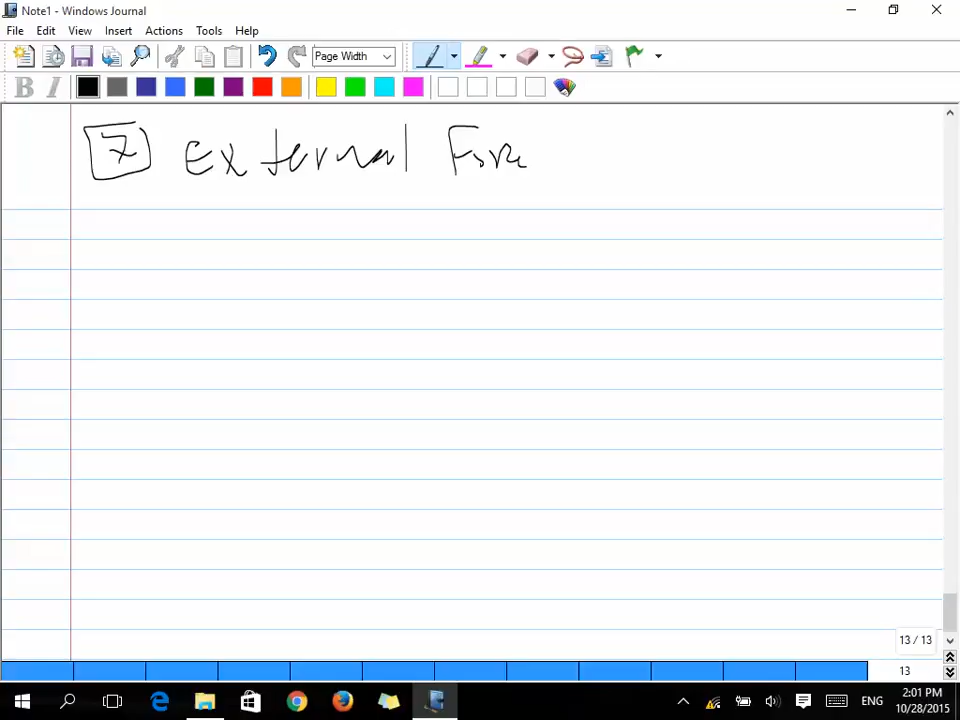 Note1 - Windows Journal
File Edit View Insert Actions Tools Help
Page Width
B I
7 External
13 / 13
13
ENG
2:01 PM
10/28/2015